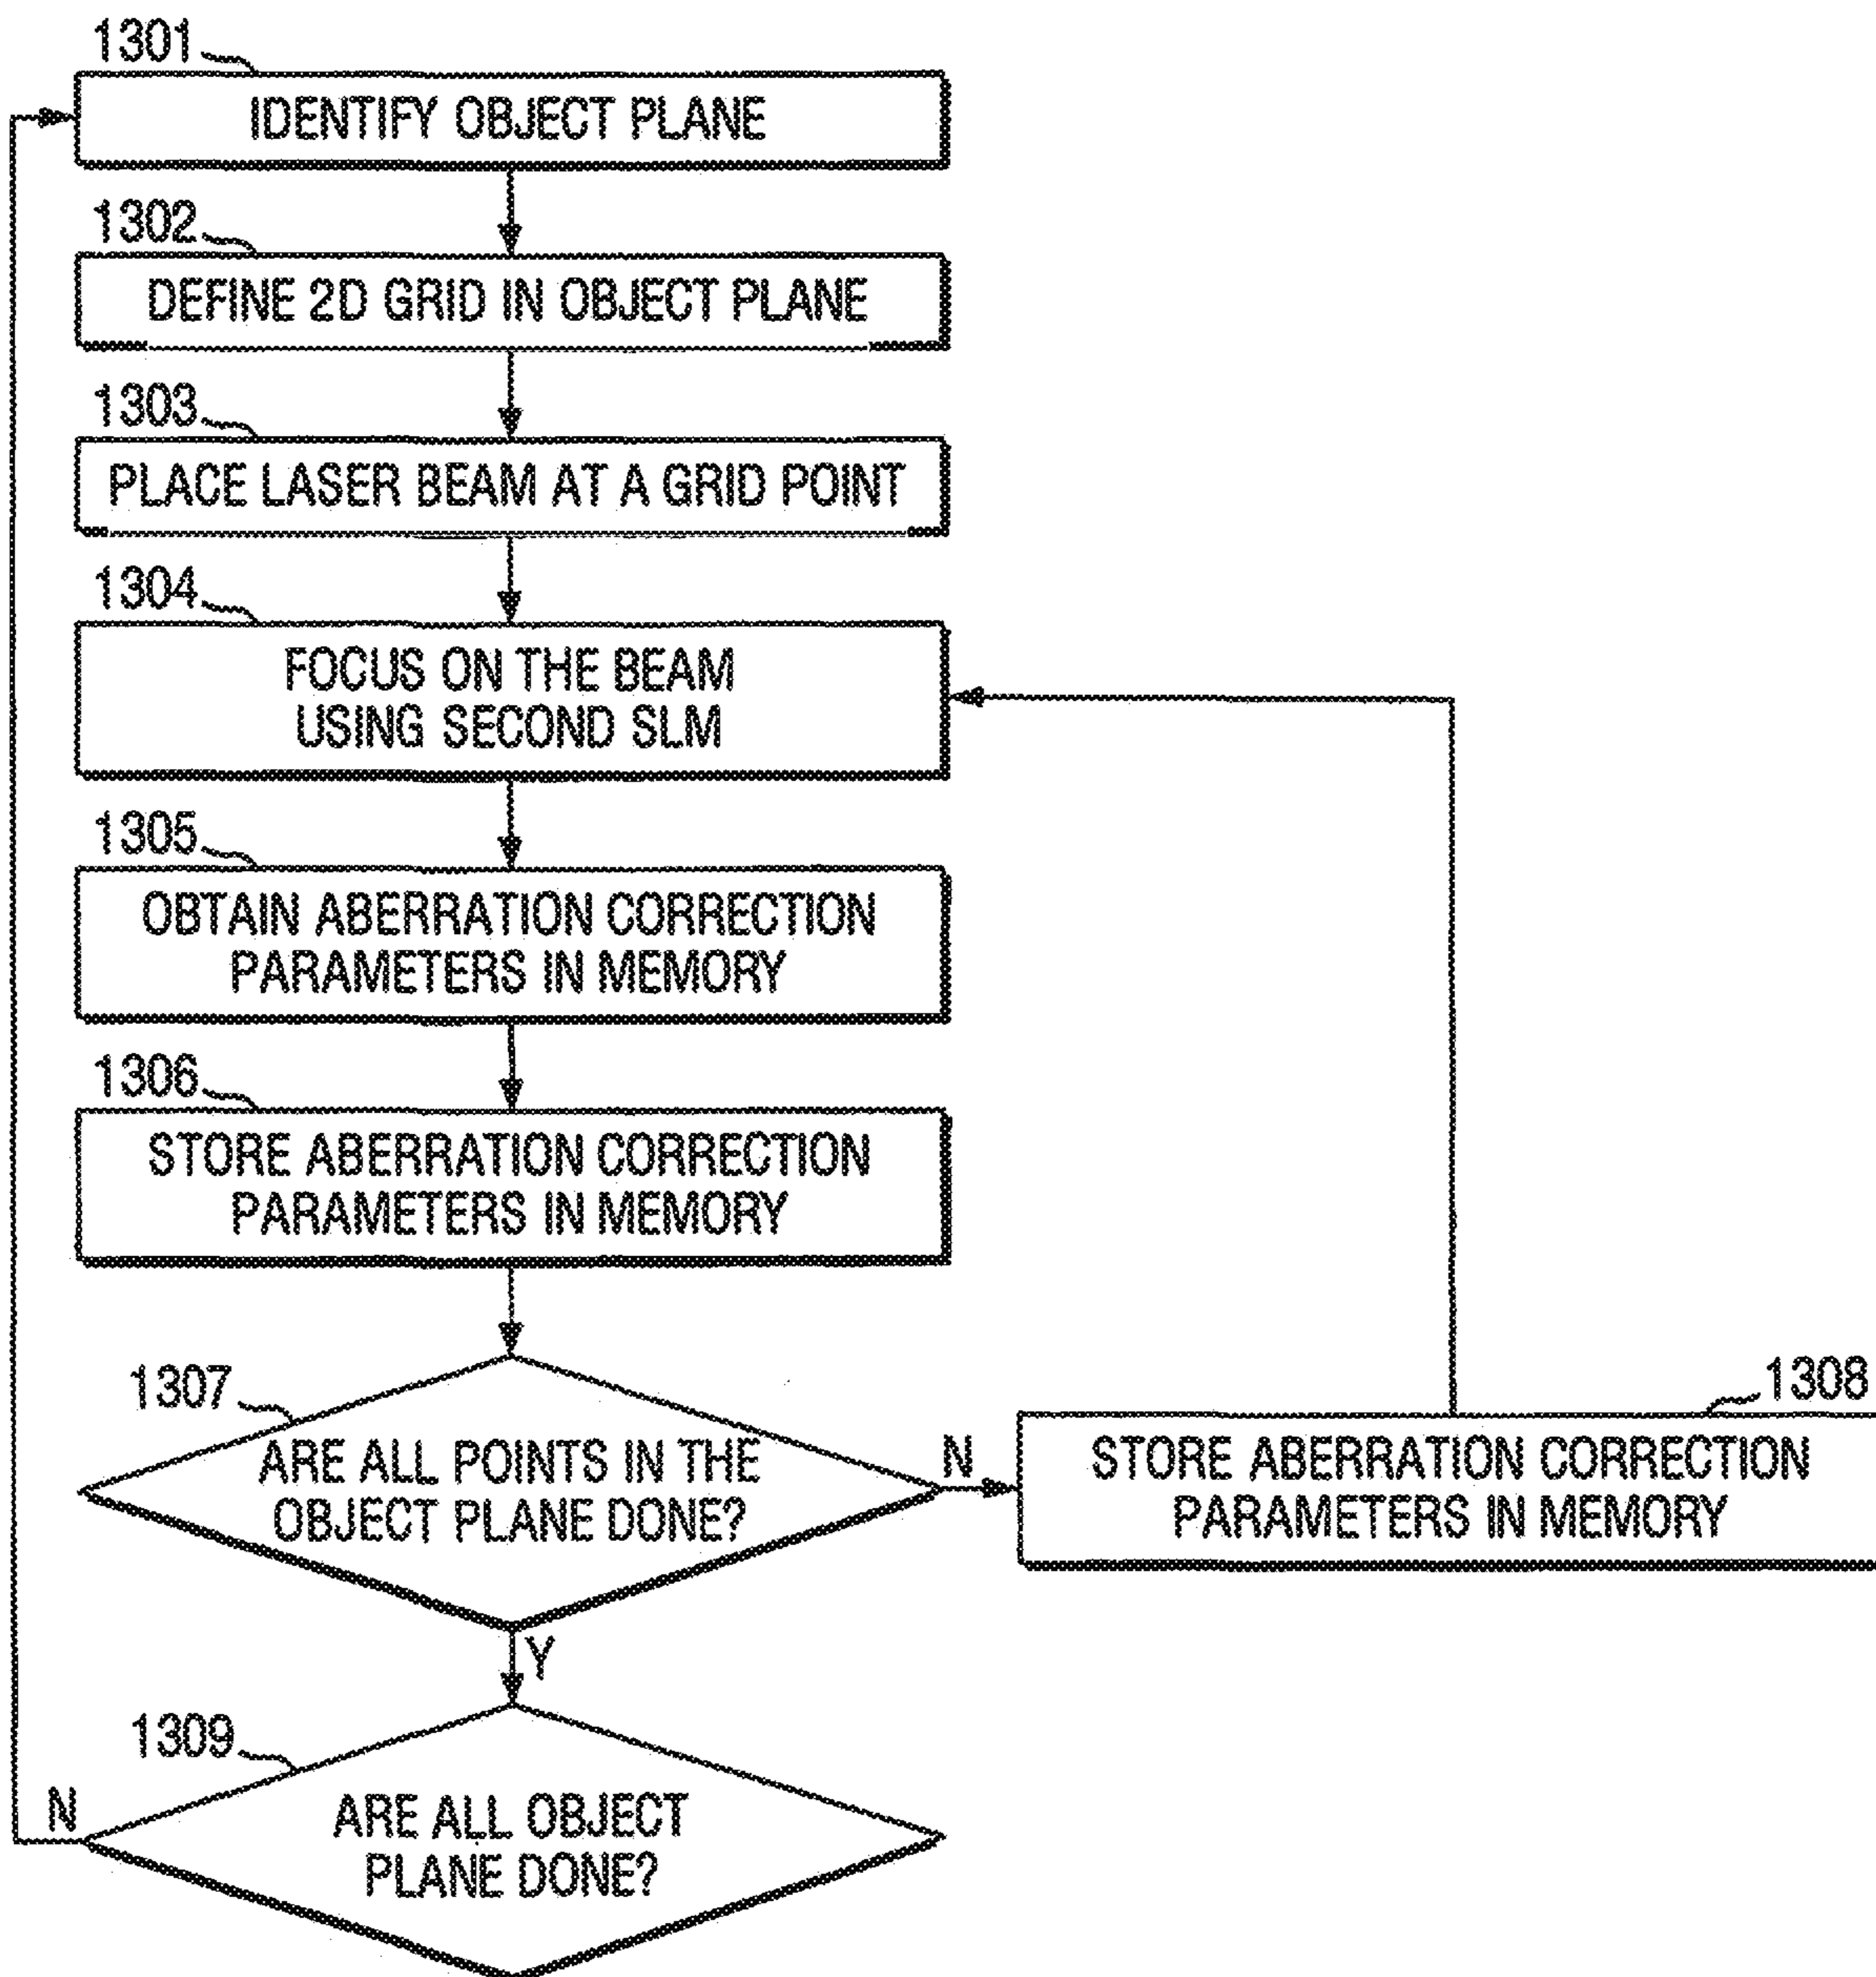 1301
IDENTIFY OBJECT PLANE
1302
DEFINE 2D GRID IN OBJECT PLANE
1303
PLACE LASER BEAM AT A GRID POINT
1304
FOCUS ON THE BEAM
USING SECOND SLM
1305
OBTAIN ABERRATION CORRECTION
PARAMETERS IN MEMORY
1306
STORE ABERRATION CORRECTION
PARAMETERS IN MEMORY
1307
ARE ALL POINTS IN THE
OBJECT PLANE DONE?
N
1308
STORE ABERRATION CORRECTION
PARAMETERS IN MEMORY
Y
1309
N
ARE ALL OBJECT
PLANE DONE?